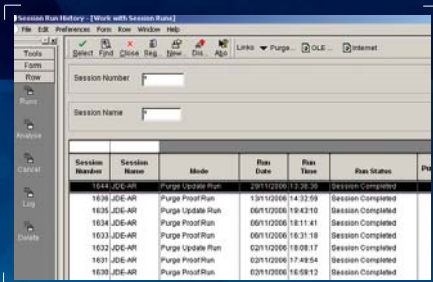 Session Run History - [Work with Session Runs]
File Edit Preferences Form Row Window Help
Select Find Close Seq... New... Dis... Abo Links Purge... OLE ... Internet
Tools
Form
Row
Runs
Analyse
Cancel
Log
Delete
Session Number *
Session Name *
Session Number Session Name Mode Run Date Run Time Run Status Pu
1644 JDE-AR Purge Update Run 29/11/2006 13:38:38 Session Completed
1636 JDE-AR Purge Proof Run 13/11/2006 14:32:59 Session Completed
1635 JDE-AR Purge Update Run 06/11/2006 19:43:10 Session Completed
1634 JDE-AR Purge Proof Run 06/11/2006 18:11:41 Session Completed
1633 JDE-AR Purge Proof Run 06/11/2006 16:31:18 Session Completed
1632 JDE-AR Purge Update Run 02/11/2006 18:08:17 Session Completed
1631 JDE-AR Purge Proof Run 02/11/2006 17:49:54 Session Completed
1630 JDE-AR Purge Proof Run 02/11/2006 16:59:12 Session Completed